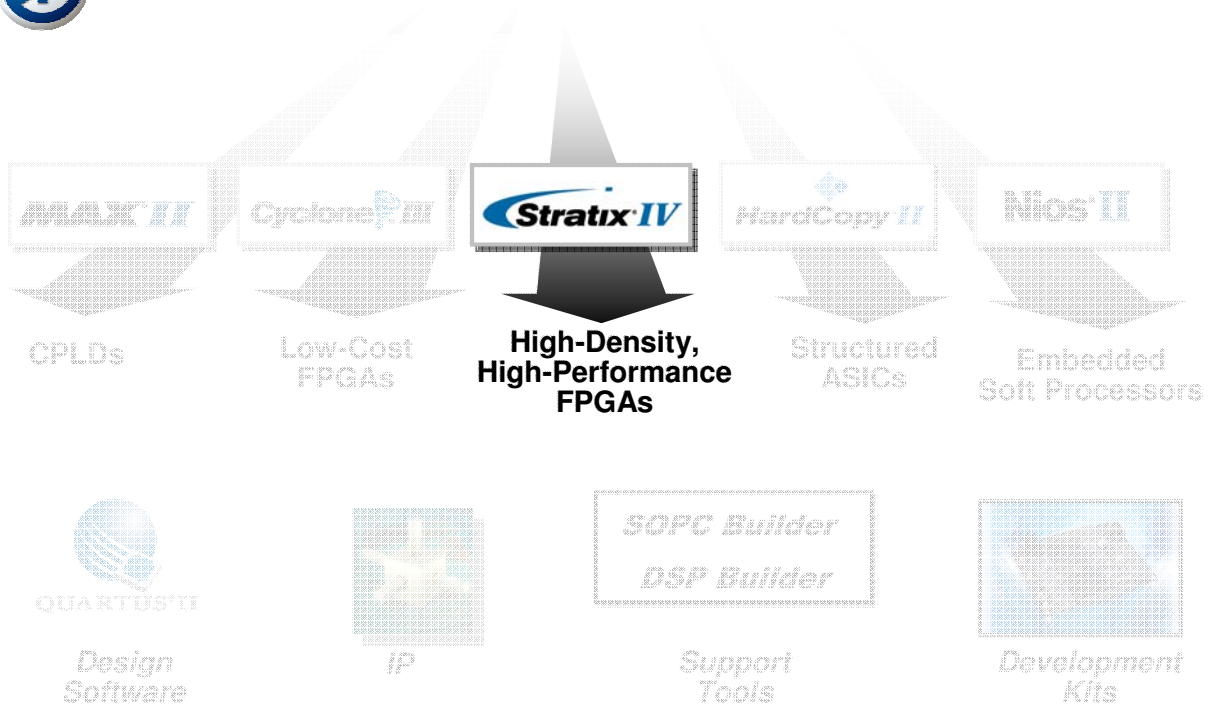 MAX II
Cyclone III
Stratix IV
HardCopy II
Nios II
CPLDs
Low-Cost
FPGAs
High-Density,
High-Performance
FPGAs
Structured
ASICs
Embedded
Soft Processors
SOPC Builder
DSP Builder
QUARTUS II
Design
Software
IP
Support
Tools
Development
Kits